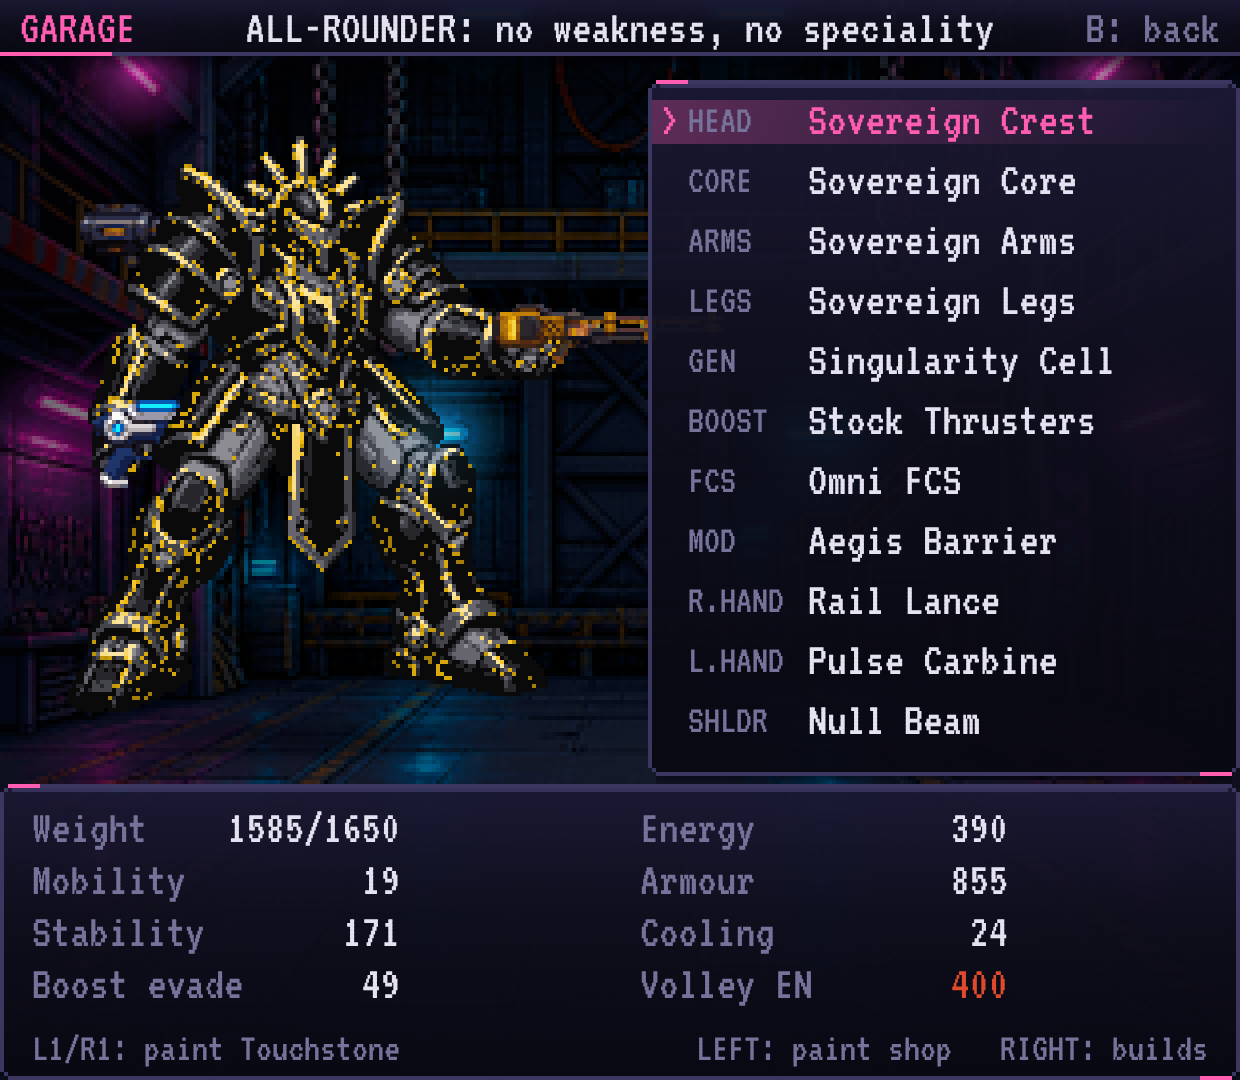 GARAGE ALL-ROUNDER: no weakness, no speciality B: back
HEAD Sovereign Crest
CORE Sovereign Core
ARMS Sovereign Arms
LEGS Sovereign Legs
GEN Singularity Cell
BOOST Stock Thrusters
FCS Omni FCS
MOD Aegis Barrier
R.HAND Rail Lance
L.HAND Pulse Carbine
SHLDR Null Beam
Weight 1585/1650 Energy 390
Mobility 19 Armour 855
Stability 171 Cooling 24
Boost evade 49 Volley EN 400
L1/R1: paint Touchstone LEFT: paint shop RIGHT: builds